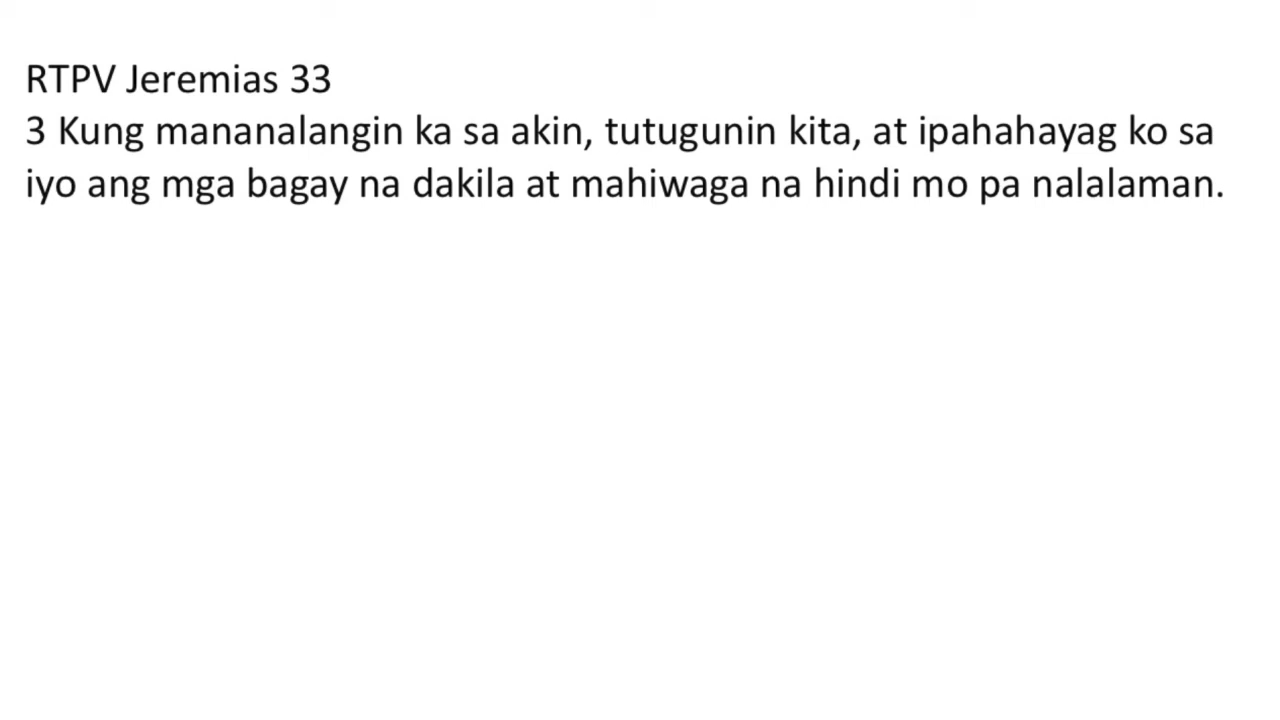 RTPV Jeremias 33
3 Kung mananalangin ka sa akin, tutugunin kita, at ipahahayag ko sa
iyo ang mga bagay na dakila at mahiwaga na hindi mo pa nalalaman.